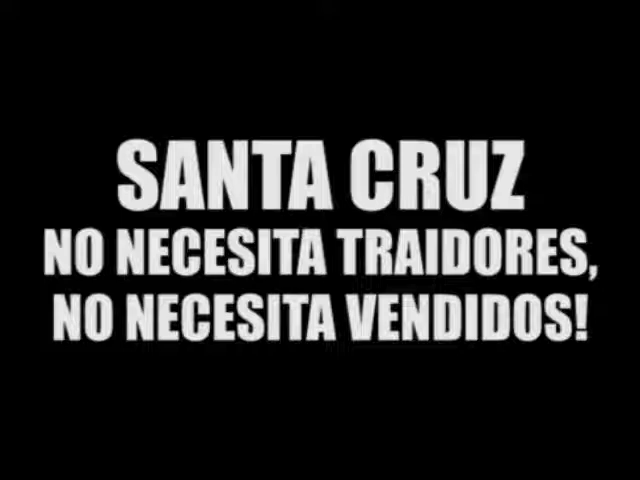 SANTA CRUZ
NO NECESITA TRAIDORES,
NO NECESITA VENDIDOS!